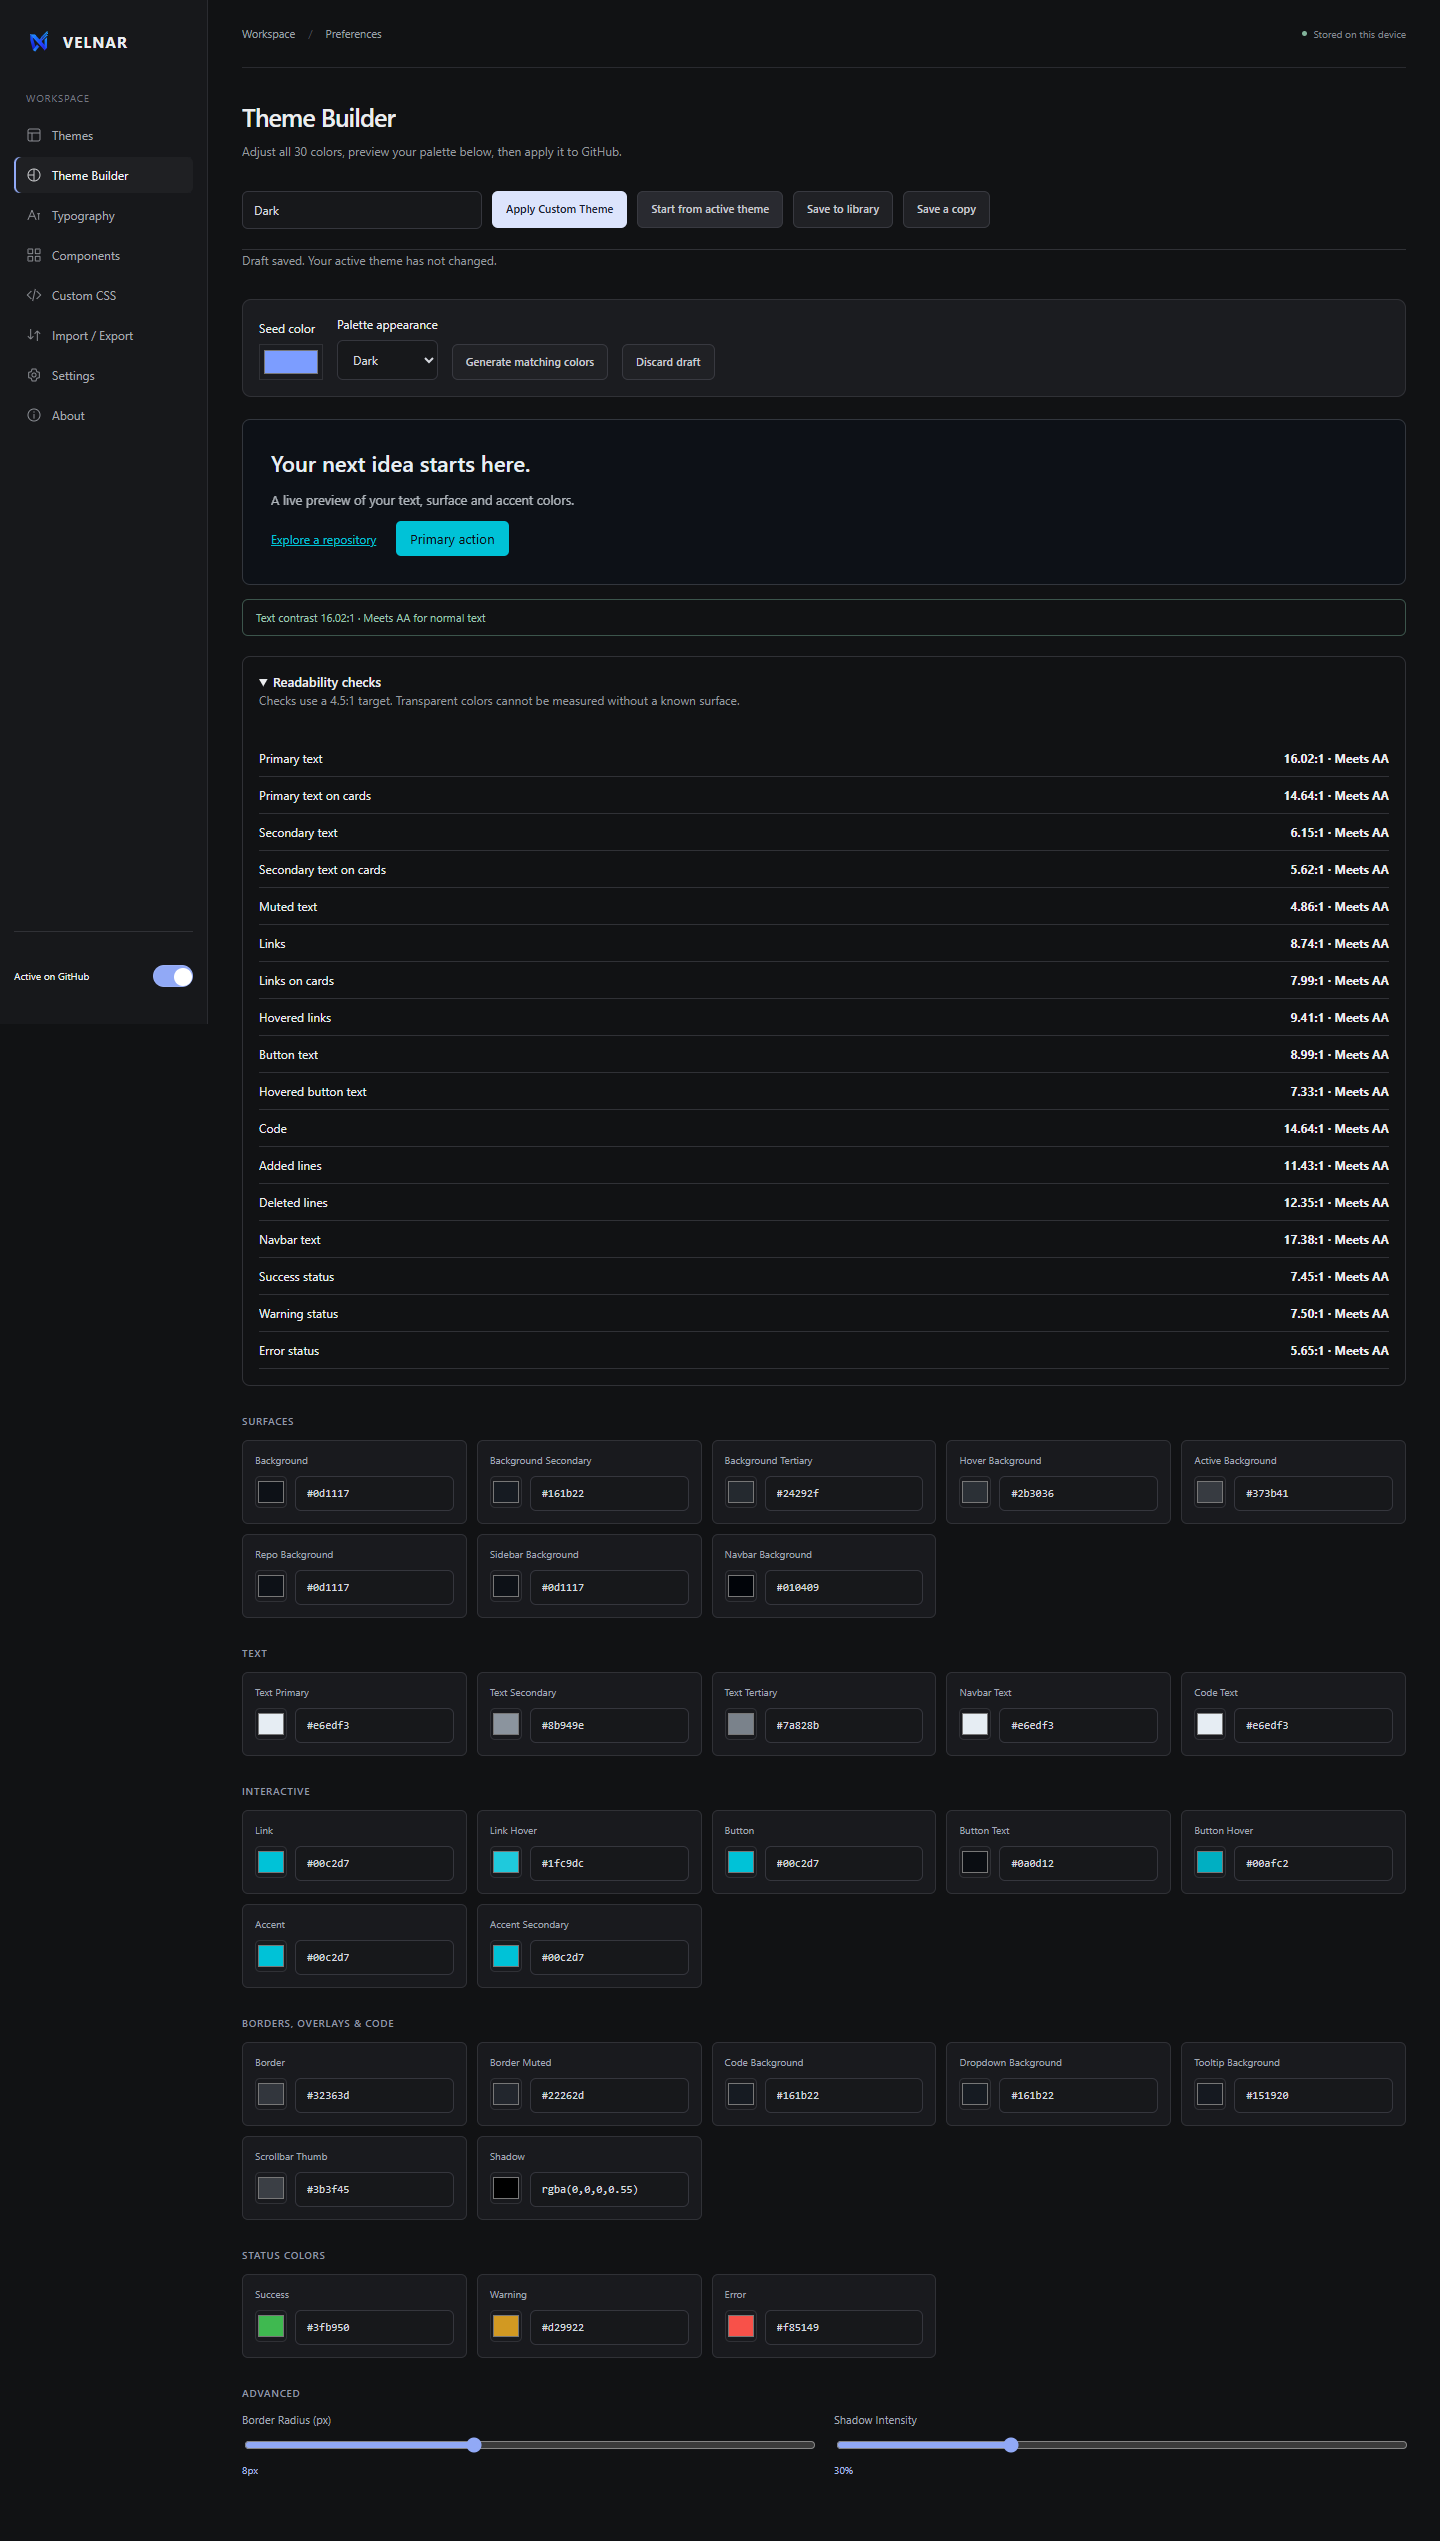 VELNAR
WORKSPACE
Themes
Theme Builder
Typography
Components
Custom CSS
Import / Export
Settings
About
Active on GitHub
Workspace / Preferences
Stored on this device
Theme Builder
Adjust all 30 colors, preview your palette below, then apply it to GitHub.
Dark
Apply Custom Theme
Start from active theme
Save to library
Save a copy
Draft saved. Your active theme has not changed.
Seed color
Palette appearance
Dark
Generate matching colors
Discard draft
Your next idea starts here.
A live preview of your text, surface and accent colors.
Explore a repository
Primary action
Text contrast 16.02:1 · Meets AA for normal text
▼ Readability checks
Checks use a 4.5:1 target. Transparent colors cannot be measured without a known surface.
Primary text 16.02:1 · Meets AA
Primary text on cards 14.64:1 · Meets AA
Secondary text 6.15:1 · Meets AA
Secondary text on cards 5.62:1 · Meets AA
Muted text 4.86:1 · Meets AA
Links 8.74:1 · Meets AA
Links on cards 7.99:1 · Meets AA
Hovered links 9.41:1 · Meets AA
Button text 8.99:1 · Meets AA
Hovered button text 7.33:1 · Meets AA
Code 14.64:1 · Meets AA
Added lines 11.43:1 · Meets AA
Deleted lines 12.35:1 · Meets AA
Navbar text 17.38:1 · Meets AA
Success status 7.45:1 · Meets AA
Warning status 7.50:1 · Meets AA
Error status 5.65:1 · Meets AA
SURFACES
Background Background Secondary Background Tertiary Hover Background Active Background
#0d1117 #161b22 #24292f #2b3036 #373b41
Repo Background Sidebar Background Navbar Background
#0d1117 #0d1117 #010409
TEXT
Text Primary Text Secondary Text Tertiary Navbar Text Code Text
#e6edf3 #8b949e #7a828b #e6edf3 #e6edf3
INTERACTIVE
Link Link Hover Button Button Text Button Hover
#00c2d7 #1fc9dc #00c2d7 #0a0d12 #00afc2
Accent Accent Secondary
#00c2d7 #00c2d7
BORDERS, OVERLAYS & CODE
Border Border Muted Code Background Dropdown Background Tooltip Background
#32363d #22262d #161b22 #161b22 #151920
Scrollbar Thumb Shadow
#3b3f45 rgba(0,0,0,0.55)
STATUS COLORS
Success Warning Error
#3fb950 #d29922 #f85149
ADVANCED
Border Radius (px) Shadow Intensity
8px 30%